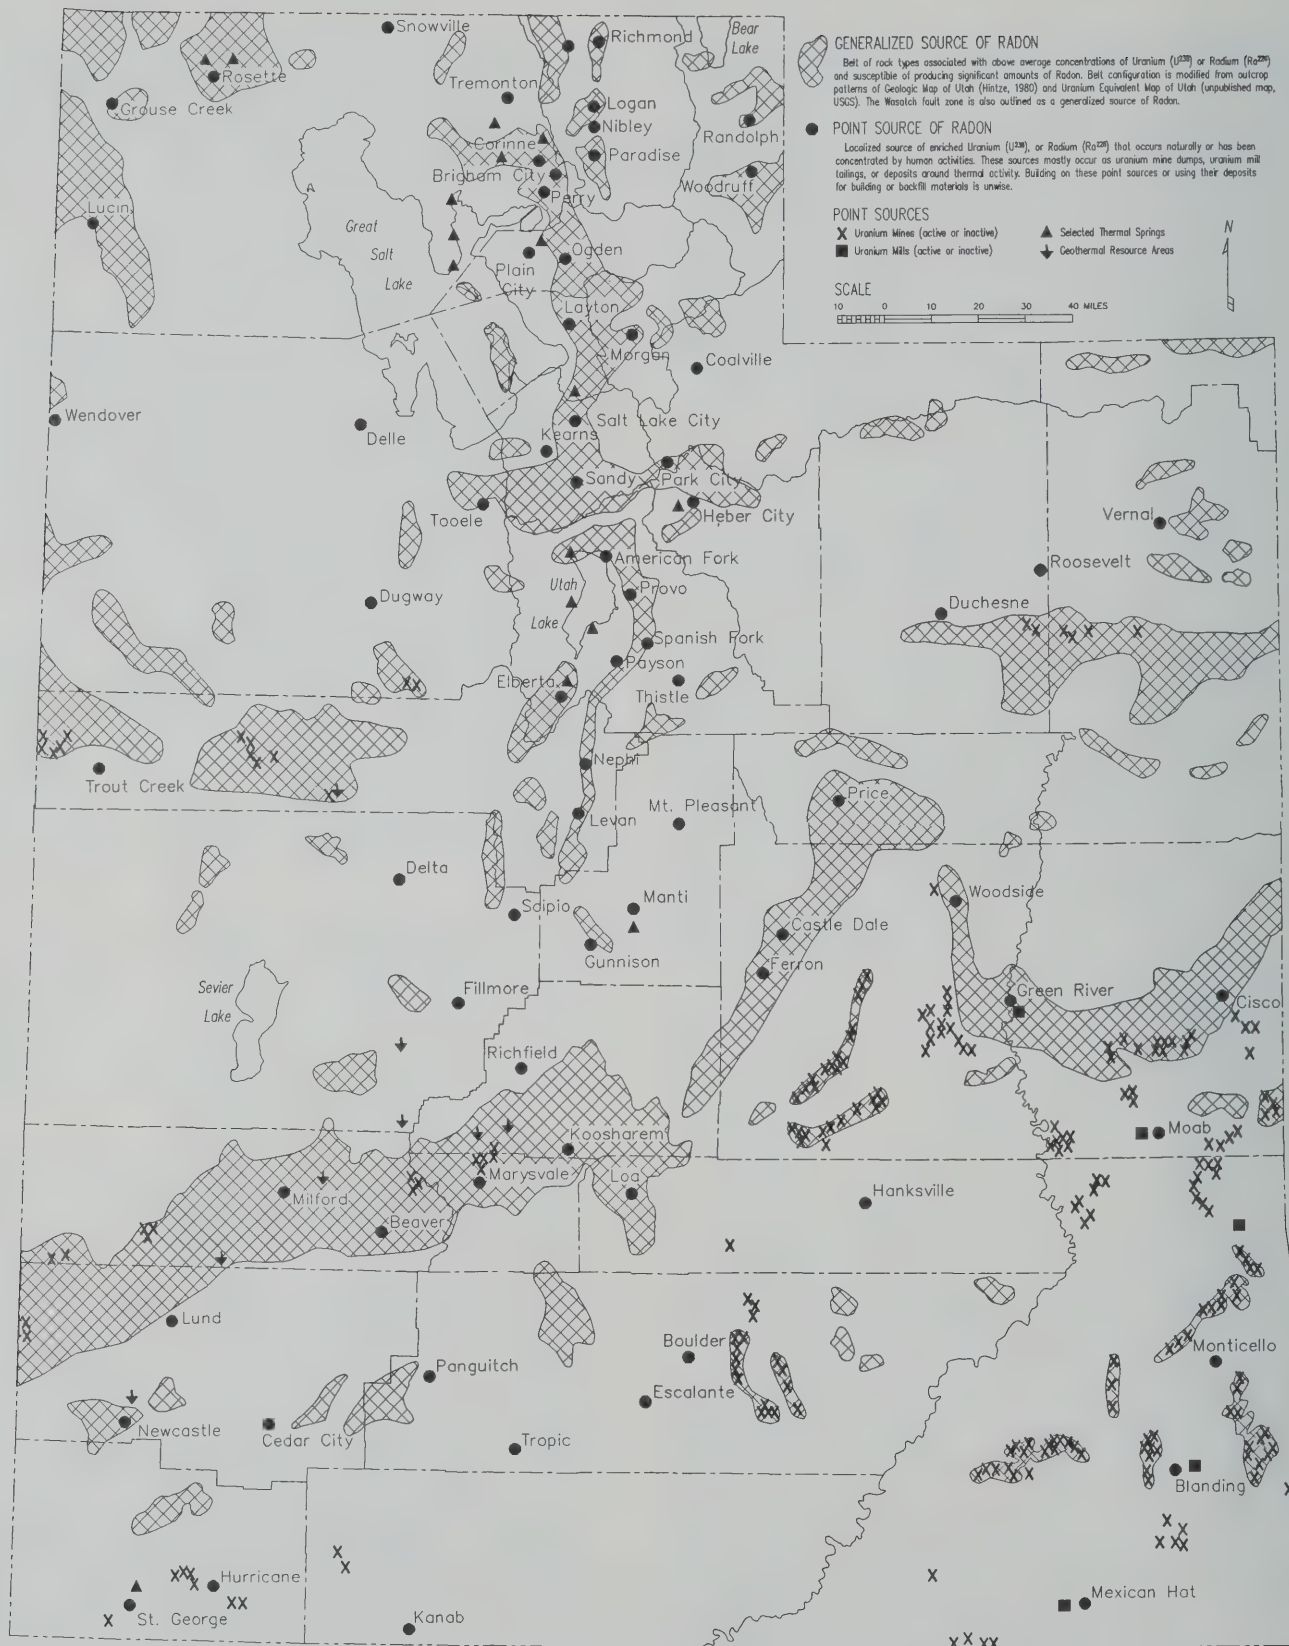 GENERALIZED SOURCE OF RADON
Belt of rock types associated with above average concentrations of Uranium (U238) or Radium (Ra226)
and susceptible of producing significant amounts of Radon. Belt configuration is modified from outcrop
patterns of Geologic Map of Utah (Hintze, 1980) and Uranium Equivalent Map of Utah (unpublished map,
USGS). The Wasatch fault zone is also outlined as a generalized source of Radon.
POINT SOURCE OF RADON
Localized source of enriched Uranium (U238), or Radium (Ra226) that occurs naturally or has been
concentrated by human activities. These sources mostly occur as uranium mine dumps, uranium mill
tailings, or deposits around thermal activity. Building on these point sources or using their deposits
for building or backfill materials is unwise.
POINT SOURCES
X Uranium Mines (active or inactive)
Uranium Mills (active or inactive)
Selected Thermal Springs
Geothermal Resource Areas
N
SCALE
10 0 10 20 30 40 MILES
Snowville
Richmond
Bear
Lake
Rosette
Tremonton
Grouse Creek
Logan
Nibley
Randolph
Corinne
Paradise
Brigham City
Woodruff
Perry
Lucin
Great
Salt
Lake
Ogden
Plain
City
Layton
Morgan
Coalville
Wendover
Delle
Salt Lake City
Kearns
Sandy
Park City
Tooele
Heber City
Vernal
American Fork
Roosevelt
Utah
Lake
Provo
Dugway
Duchesne
Spanish Fork
Payson
Elberta
Thistle
Nephi
Trout Creek
Price
Mt. Pleasant
Levan
Delta
Woodside
Manti
Scipio
Castle Dale
Gunnison
Ferron
Sevier
Lake
Fillmore
Green River
Cisco
Richfield
Koosharem
Moab
Marysvale
Loa
Milford
Hanksville
Beaver
Lund
Boulder
Monticello
Panguitch
Escalante
Newcastle
Cedar City
Tropic
Blanding
Hurricane
Mexican Hat
St. George
Kanab